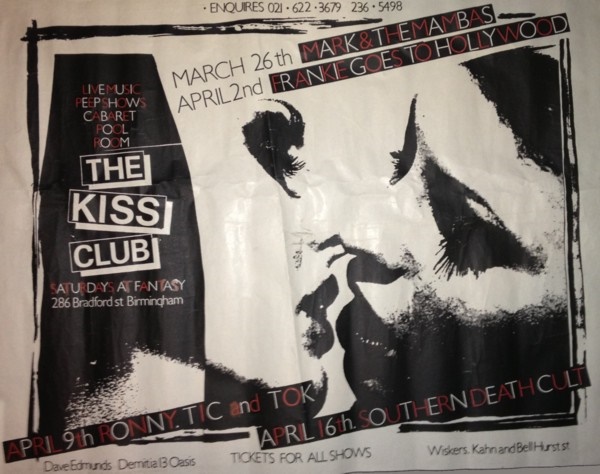 · ENQUIRES 021 · 622 · 3679 236 · 5498
MARCH 26th MARK & THE MAMBAS
APRIL 2nd FRANKIE GOES TO HOLLYWOOD
LIVE MUSIC
PEEP SHOWS
CABARET
POOL
ROOM
THE
KISS
CLUB
SATURDAYS AT FANTASY
286 Bradford st Birmingham
APRIL 9th RONNY. TIC and TOK
APRIL 16th. SOUTHERN DEATH CULT
Dave Edmunds Demitia 13 Oasis
TICKETS FOR ALL SHOWS
Wiskers. Kahn and Bell Hurst st